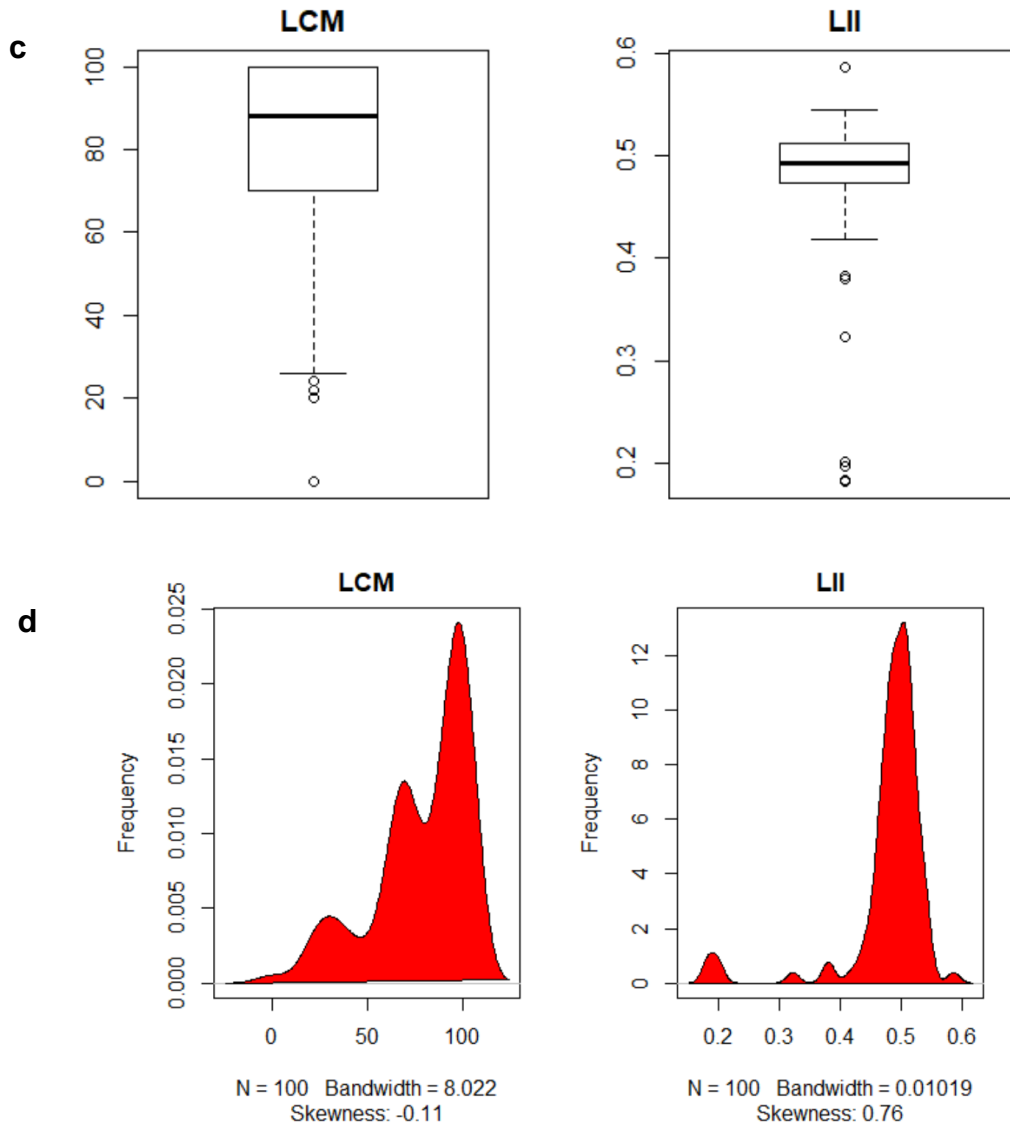 c
LCM
LII
100
80
60
40
20
0
0.6
0.5
0.4
0.3
0.2
d
LCM
LII
Frequency
0.025
0.020
0.015
0.010
0.005
0.000
0 50 100
N = 100 Bandwidth = 8.022
Skewness: -0.11
Frequency
12
10
8
6
4
2
0
0.2 0.3 0.4 0.5 0.6
N = 100 Bandwidth = 0.01019
Skewness: 0.76